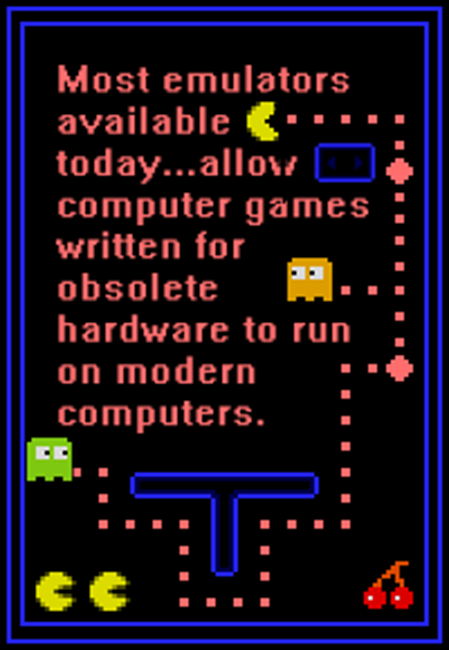 Most emulators
available
today...allow
computer games
written for
obsolete
hardware to run
on modern
computers.